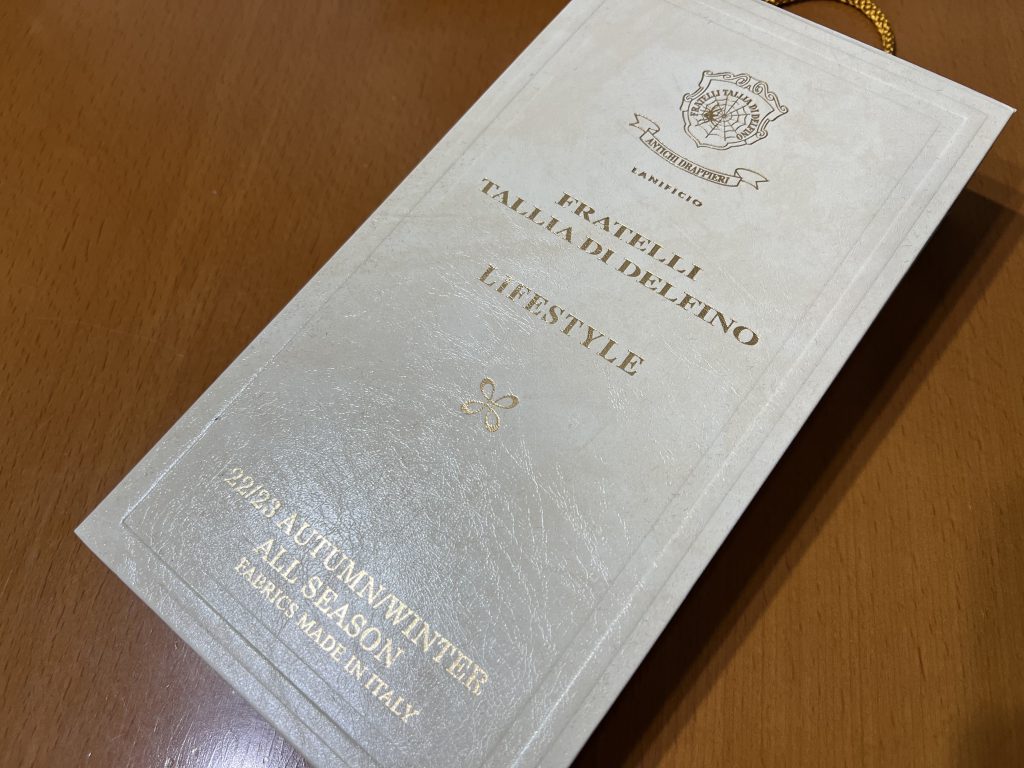 FRATELLI TALLIA DI DELFINO
ANTICHI DRAPPIERI
LANIFICIO
FRATELLI
TALLIA DI DELFINO
LiFESTYLE
22/23 AUTUMN/WINTER
ALL SEASON
FABRICS MADE IN ITALY